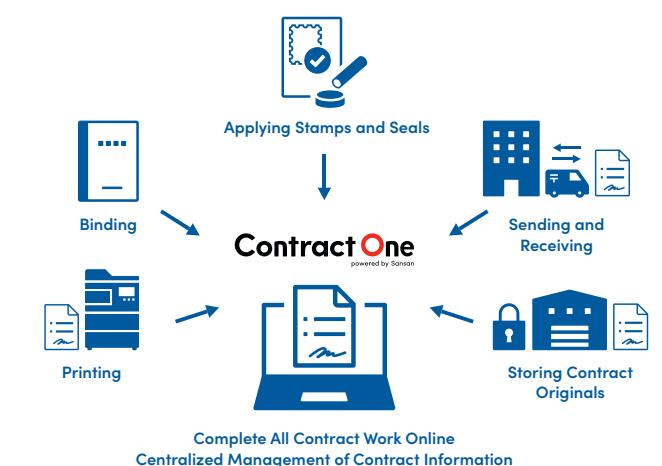 Applying Stamps and Seals
Binding
Sending and
Receiving
Contract One
powered by Sansan
Printing
Storing Contract
Originals
Complete All Contract Work Online
Centralized Management of Contract Information